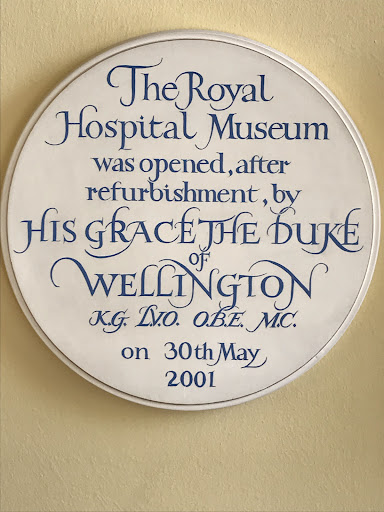 The Royal
Hospital Museum
was opened, after
refurbishment, by
HIS GRACE THE DUKE
OF
WELLINGTON
K.G. LVO. O.B.E. M.C.
on 30th May
2001